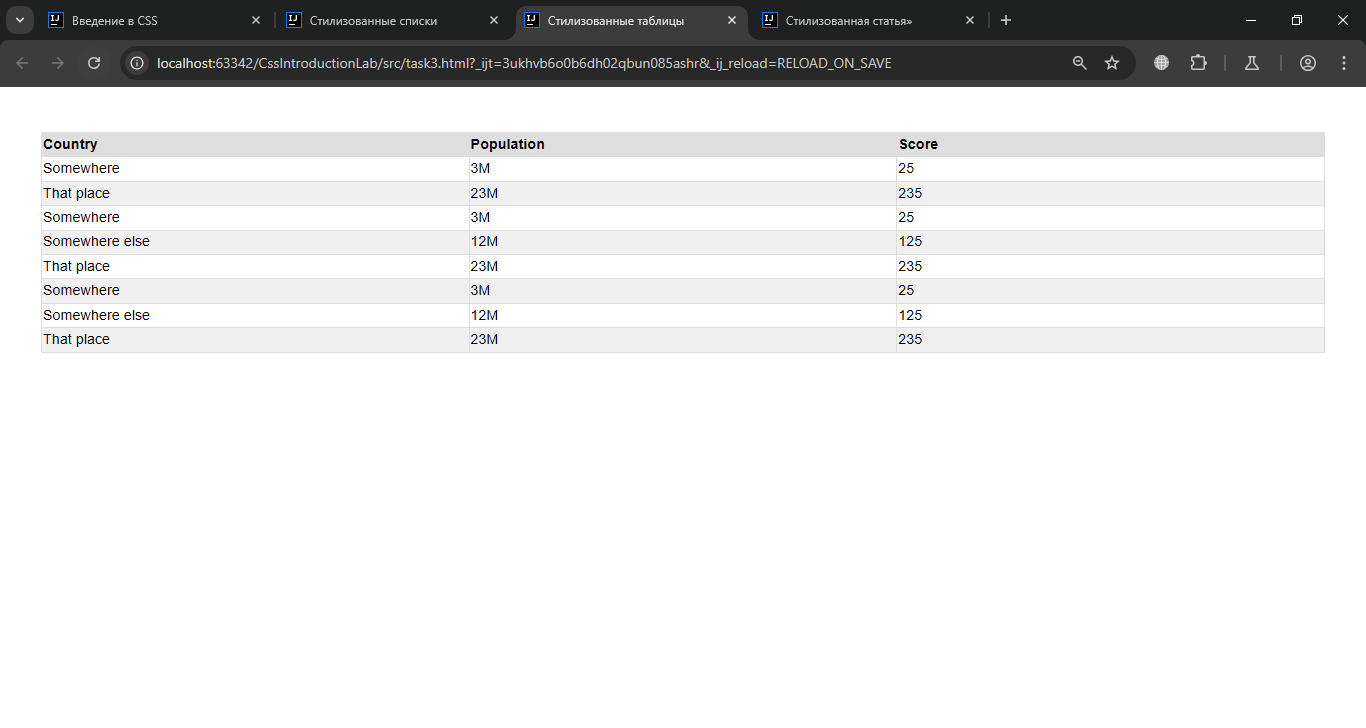 Введение в CSS
Стилизованные списки
Стилизованные таблицы
Стилизованная статья»
localhost:63342/CssIntroductionLab/src/task3.html?_ijt=3ukhvb6o0b6dh02qbun085ashr&_ij_reload=RELOAD_ON_SAVE
Country Population Score
Somewhere 3M 25
That place 23M 235
Somewhere 3M 25
Somewhere else 12M 125
That place 23M 235
Somewhere 3M 25
Somewhere else 12M 125
That place 23M 235